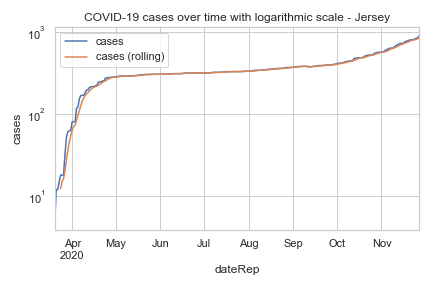 COVID-19 cases over time with logarithmic scale - Jersey
cases
cases (rolling)
10³
10²
10¹
cases
Apr May Jun Jul Aug Sep Oct Nov
2020
dateRep